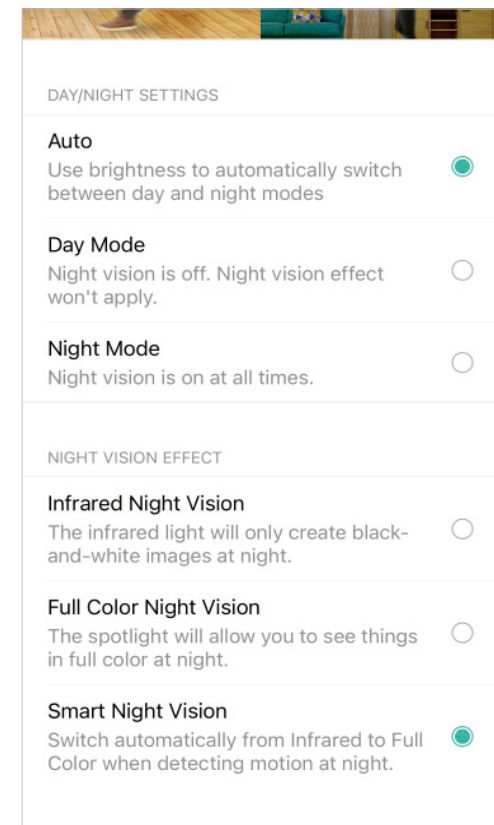 DAY/NIGHT SETTINGS
Auto
Use brightness to automatically switch
between day and night modes
Day Mode
Night vision is off. Night vision effect
won't apply.
Night Mode
Night vision is on at all times.
NIGHT VISION EFFECT
Infrared Night Vision
The infrared light will only create black-
and-white images at night.
Full Color Night Vision
The spotlight will allow you to see things
in full color at night.
Smart Night Vision
Switch automatically from Infrared to Full
Color when detecting motion at night.